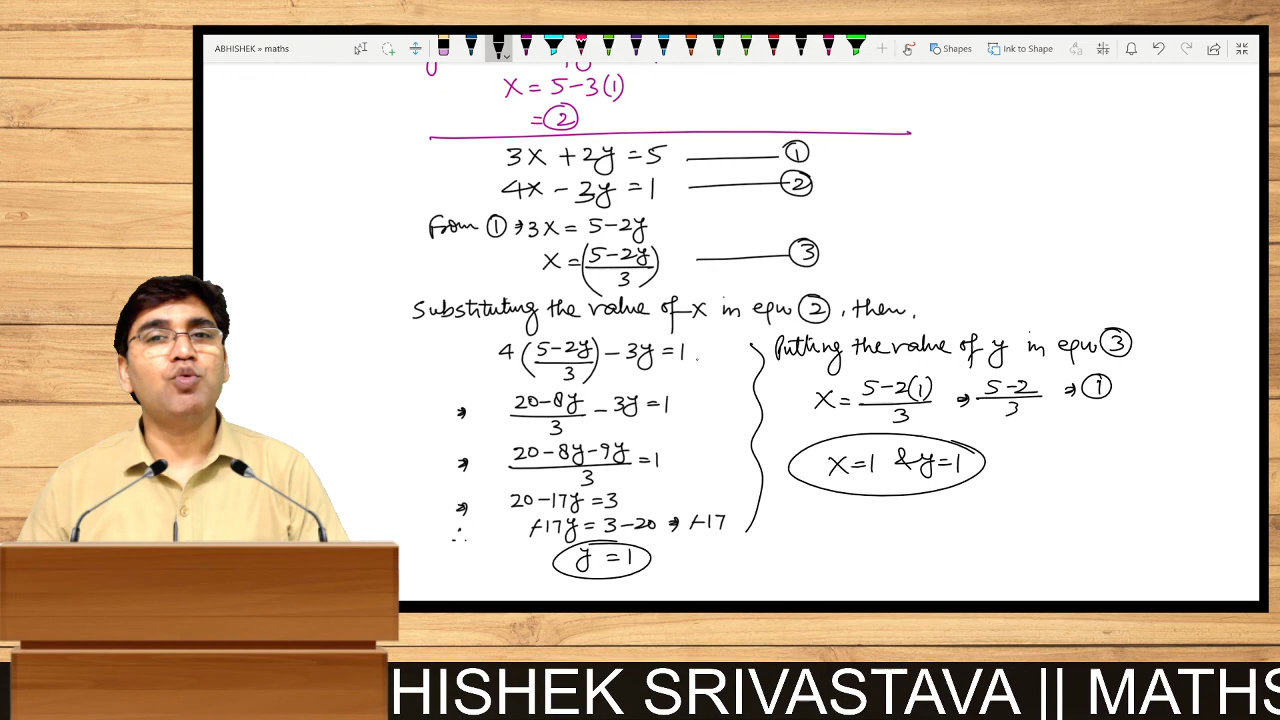 ABHISHEK » maths
Shapes
Ink to Shape
x = 5-3(1)
= 2
3x + 2y = 5 ——— 1
4x - 3y = 1 ——— 2
From 1 ⇒ 3x = 5-2y
x = (5-2y/3) ——— 3
Substituting the value of x in equ 2, then,
4(5-2y/3) - 3y = 1.
⇒ 20-8y/3 - 3y = 1
⇒ 20-8y-9y/3 = 1
⇒ 20-17y = 3
∴ -17y = 3-20 ⇒ -17
y = 1
Putting the value of y in equ 3
x = 5-2(1)/3 ⇒ 5-2/3 ⇒ 1
x=1 & y=1
HISHEK SRIVASTAVA || MATHS